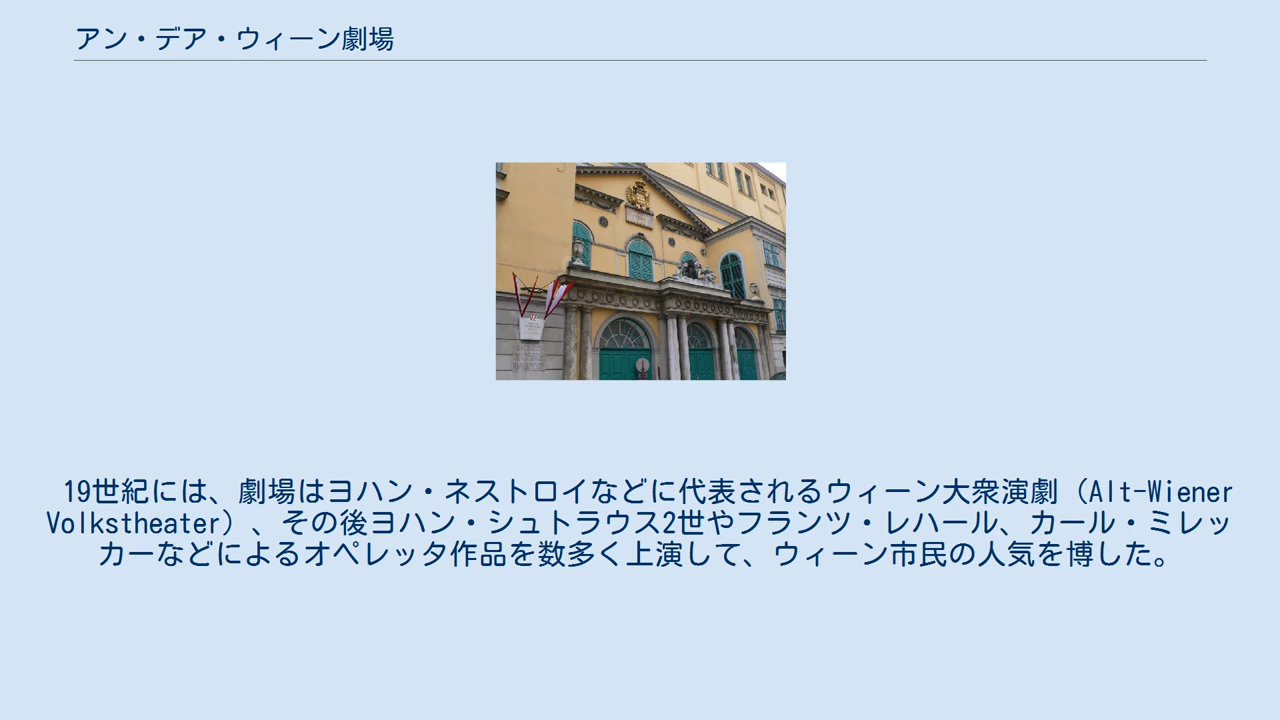 アン・デア・ウィーン劇場
19世紀には、劇場はヨハン・ネストロイなどに代表されるウィーン大衆演劇（Alt-Wiener
Volkstheater）、その後ヨハン・シュトラウス2世やフランツ・レハール、カール・ミレッ
カーなどによるオペレッタ作品を数多く上演して、ウィーン市民の人気を博した。